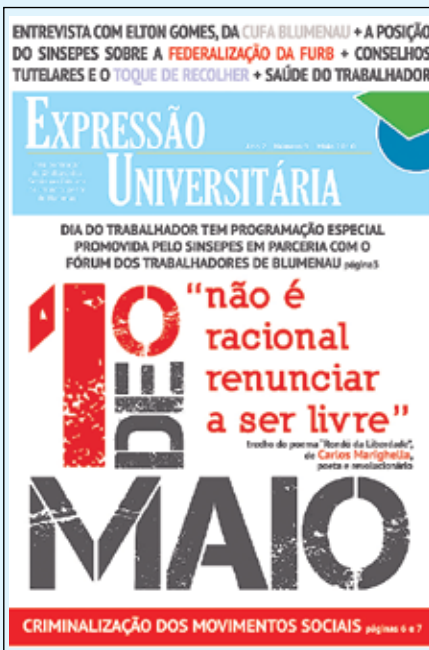 ENTREVISTA COM ELTON GOMES, DA CUFA BLUMENAU + A POSIÇÃO
DO SINSEPES SOBRE A FEDERALIZAÇÃO DA FURB + CONSELHOS
TUTELARES E O TOQUE DE RECOLHER + SAÚDE DO TRABALHADOR
EXPRESSÃO
UNIVERSITÁRIA
DIA DO TRABALHADOR TEM PROGRAMAÇÃO ESPECIAL
PROMOVIDA PELO SINSEPES EM PARCERIA COM O
FÓRUM DOS TRABALHADORES DE BLUMENAU página 3
1º
DE
MAIO
“não é
racional
renunciar
a ser livre”
trecho do poema “Rondó da Liberdade”,
de Carlos Marighella,
poeta e revolucionário
CRIMINALIZAÇÃO DOS MOVIMENTOS SOCIAIS páginas 6 e 7